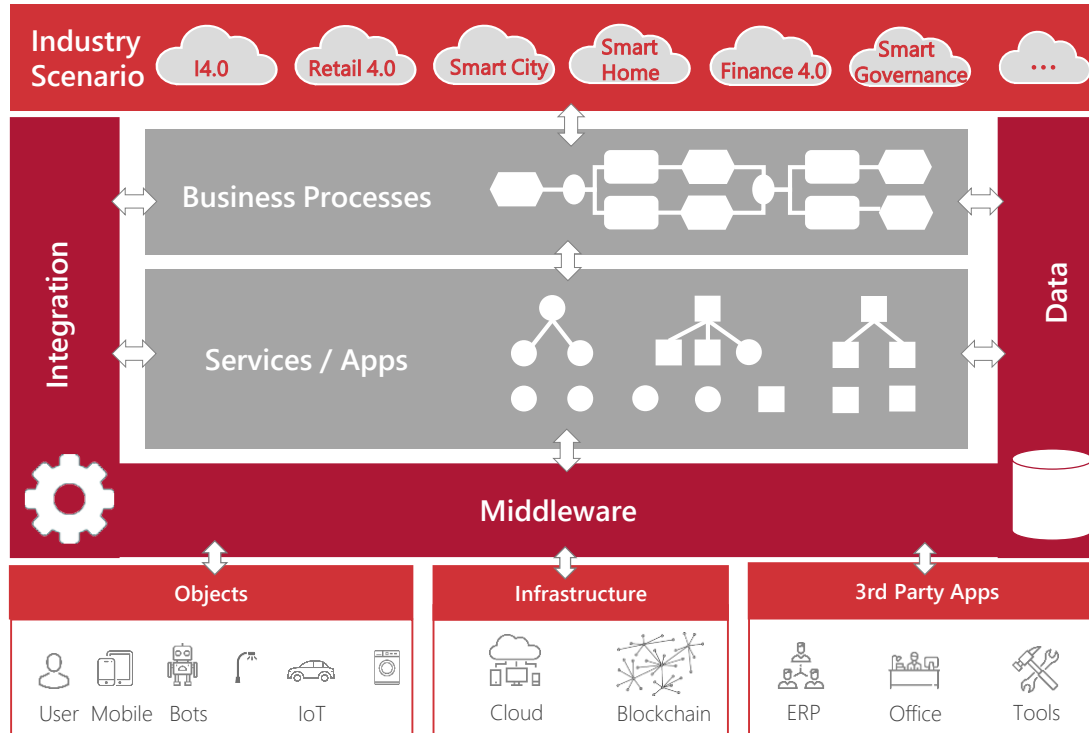 Industry
Scenario
I4.0
Retail 4.0
Smart City
Smart
Home
Finance 4.0
Smart
Governance
...
Integration
Business Processes
Data
Services / Apps
Middleware
Objects
Infrastructure
3rd Party Apps
User
Mobile
Bots
IoT
Cloud
Blockchain
ERP
Office
Tools